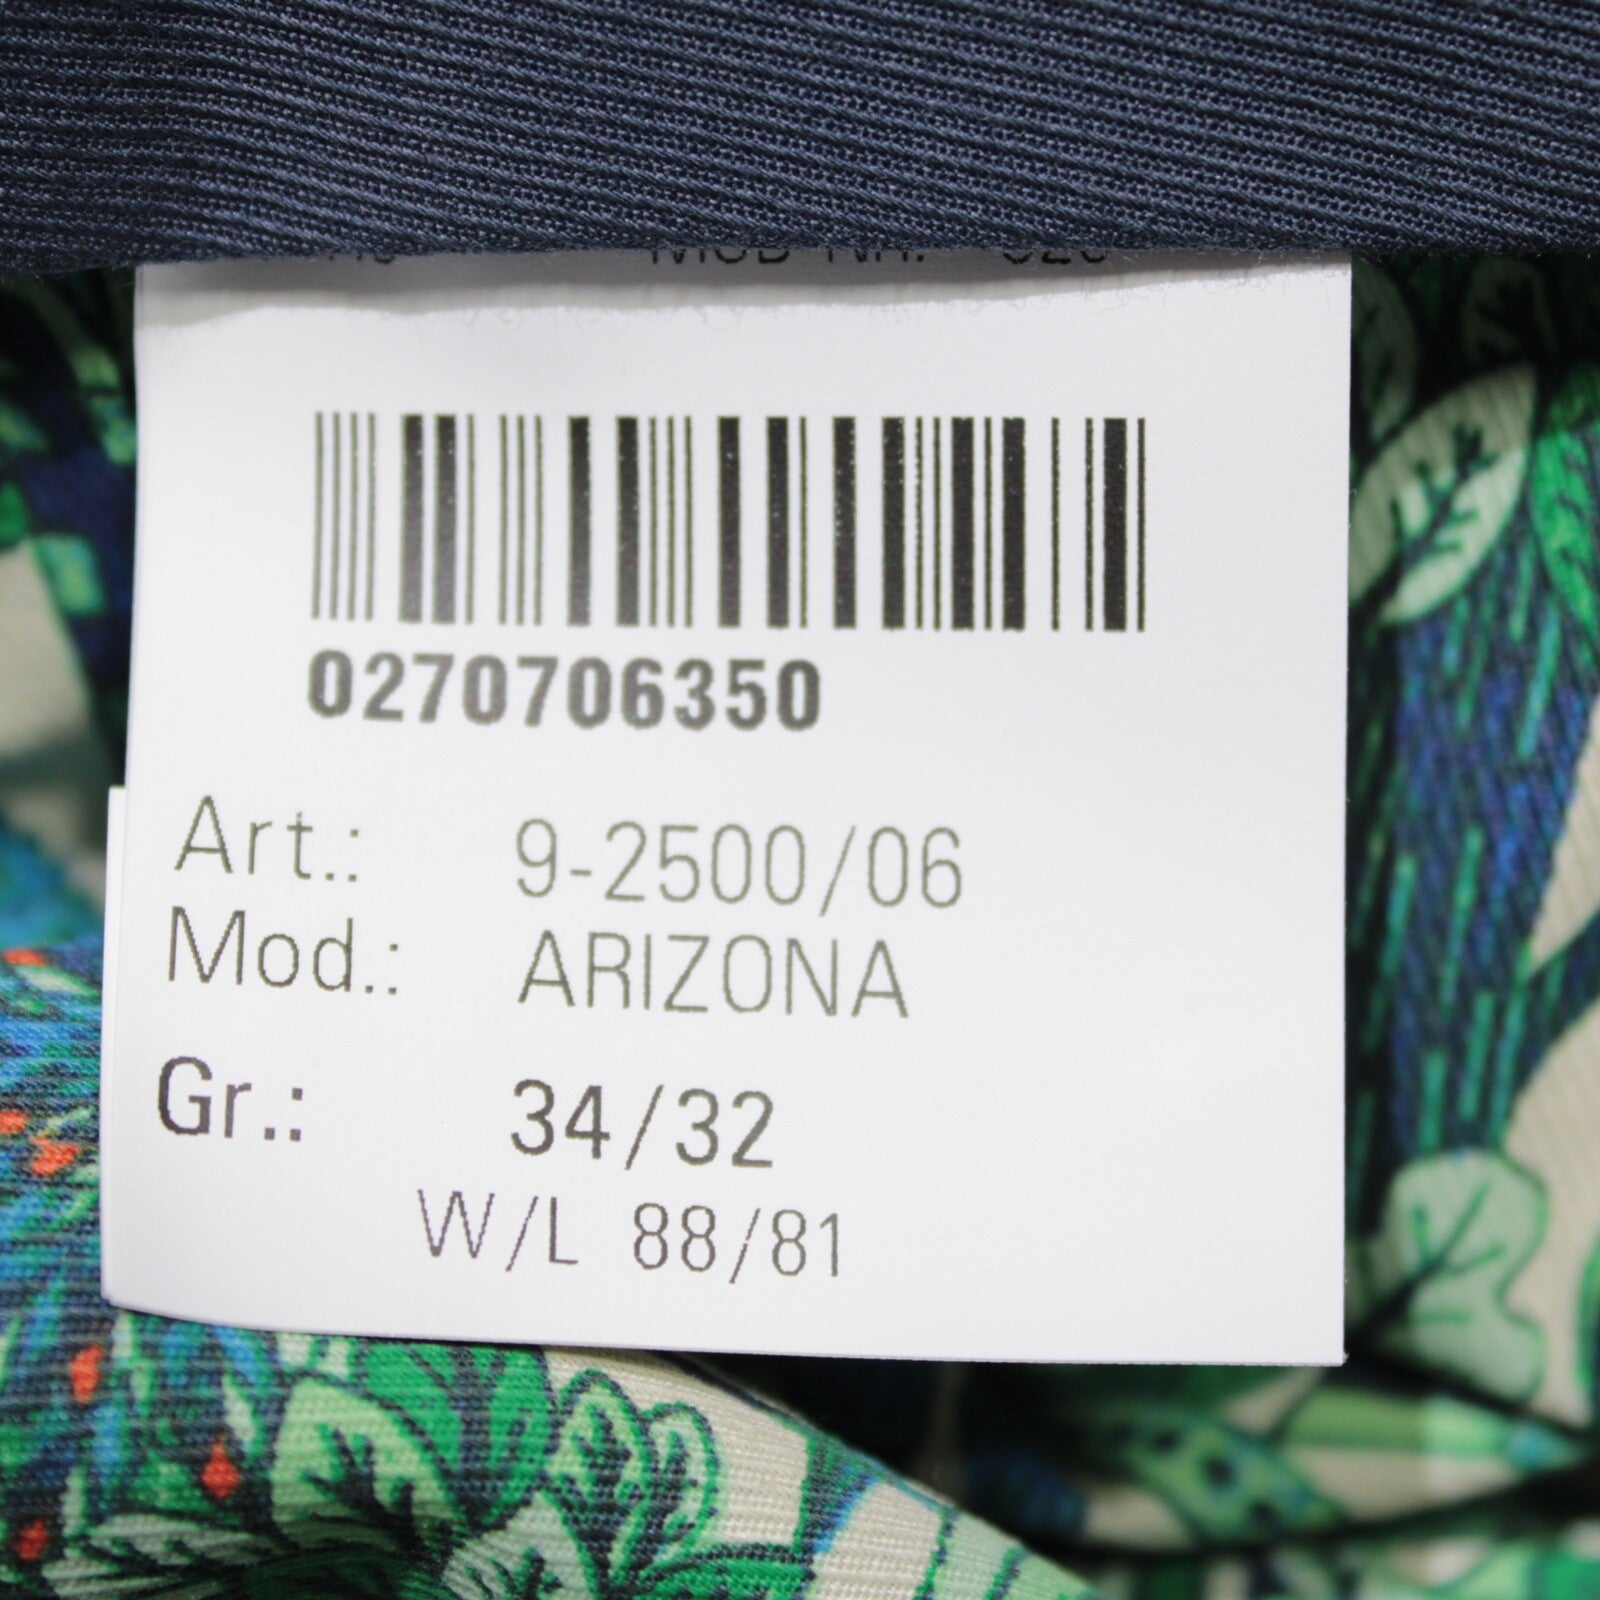 0270706350
Art.: 9-2500/06
Mod.: ARIZONA
Gr.: 34/32
W/L 88/81